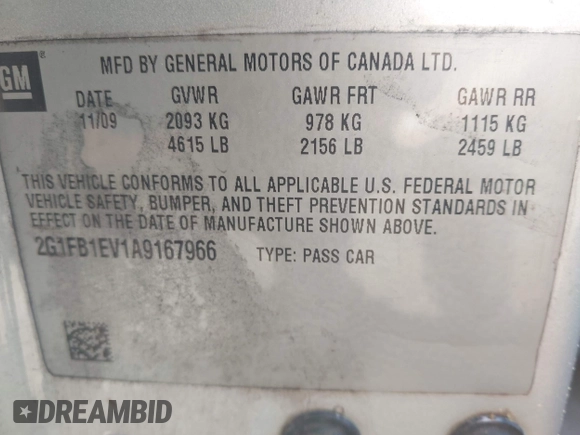 GM
MFD BY GENERAL MOTORS OF CANADA LTD.
DATE GVWR GAWR FRT GAWR RR
11/09 2093 KG 978 KG 1115 KG
4615 LB 2156 LB 2459 LB
THIS VEHICLE CONFORMS TO ALL APPLICABLE U.S. FEDERAL MOTOR
VEHICLE SAFETY, BUMPER, AND THEFT PREVENTION STANDARDS IN
EFFECT ON THE DATE OF MANUFACTURE SHOWN ABOVE.
2G1FB1EV1A9167966 TYPE: PASS CAR
DREAMBID